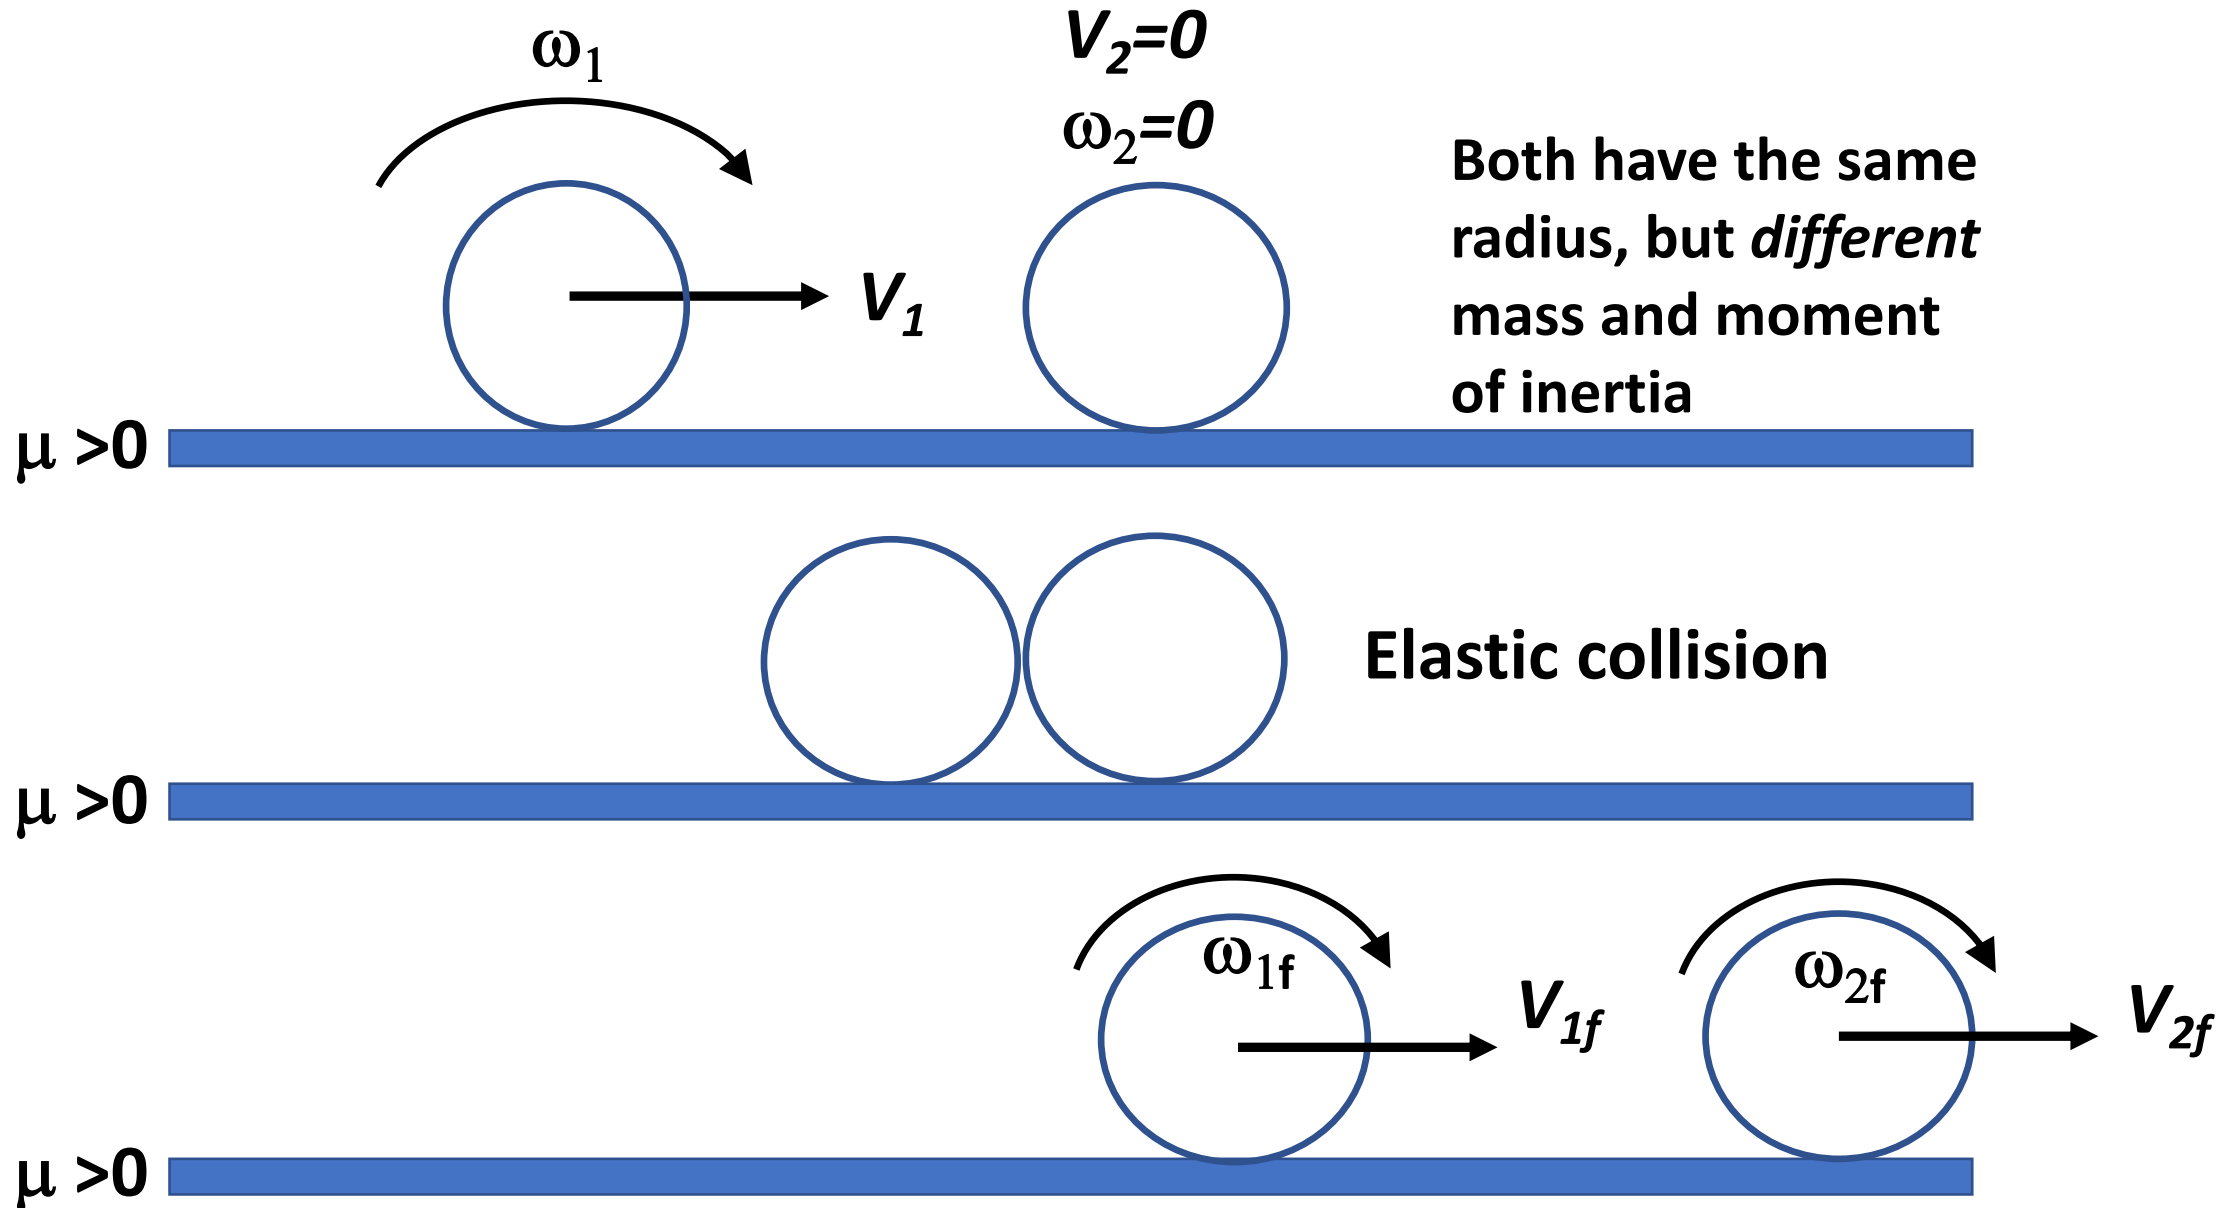 ω₁
V₂=0
ω₂=0
Both have the same
radius, but different
mass and moment
of inertia
V₁
μ >0
Elastic collision
μ >0
ω₁f
V₁f
ω₂f
V₂f
μ >0